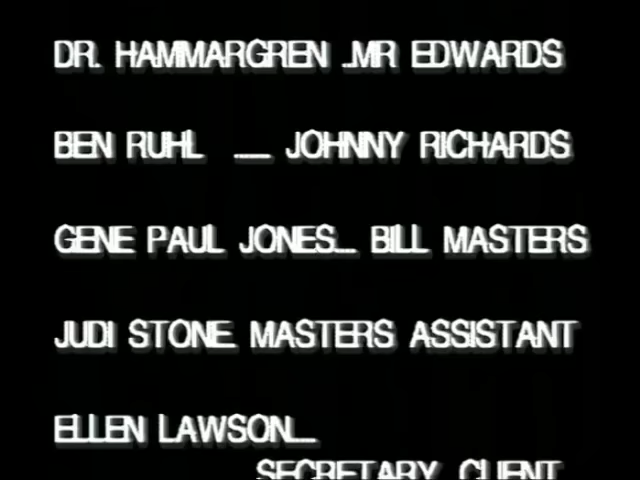 DR. HAMMARGREN ..MR EDWARDS
BEN RUHL ...... JOHNNY RICHARDS
GENE PAUL JONES.... BILL MASTERS
JUDI STONE.. MASTERS ASSISTANT
ELLEN LAWSON.....
SECRETARY CLIENT